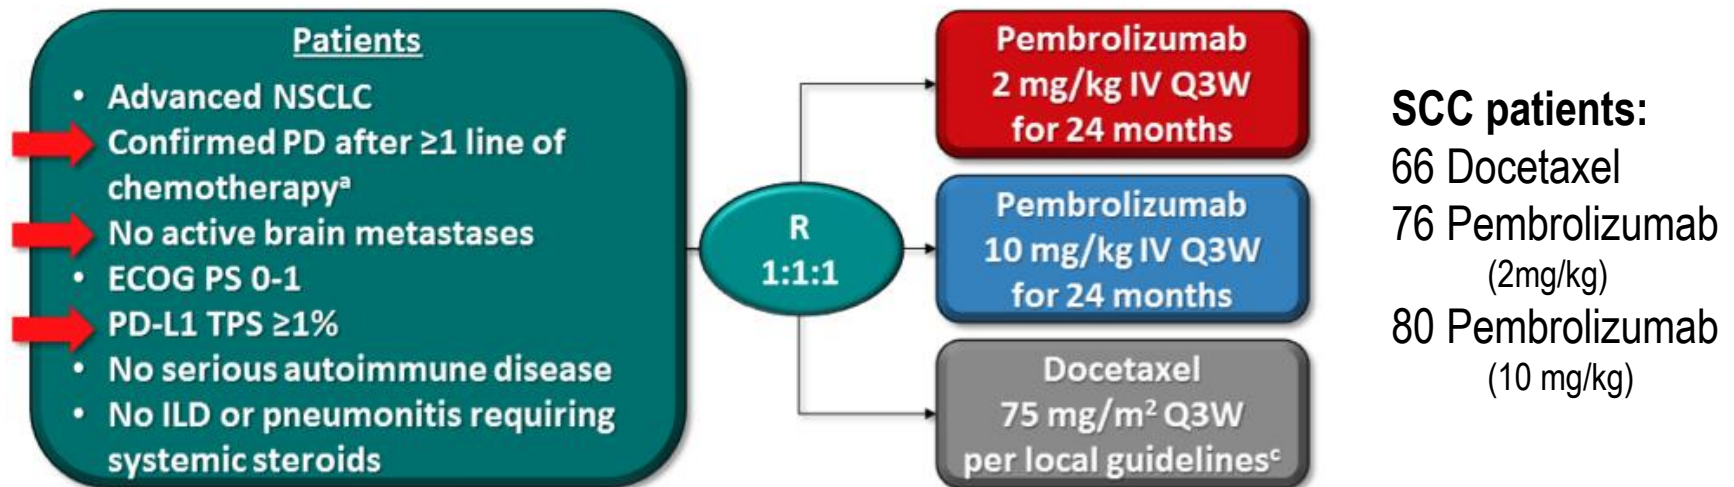 Patients
• Advanced NSCLC
• Confirmed PD after ≥1 line of
chemotherapyᵃ
• No active brain metastases
• ECOG PS 0-1
• PD-L1 TPS ≥1%
• No serious autoimmune disease
• No ILD or pneumonitis requiring
systemic steroids
R
1:1:1
Pembrolizumab
2 mg/kg IV Q3W
for 24 months
Pembrolizumab
10 mg/kg IV Q3W
for 24 months
Docetaxel
75 mg/m² Q3W
per local guidelinesᶜ
SCC patients:
66 Docetaxel
76 Pembrolizumab
(2mg/kg)
80 Pembrolizumab
(10 mg/kg)